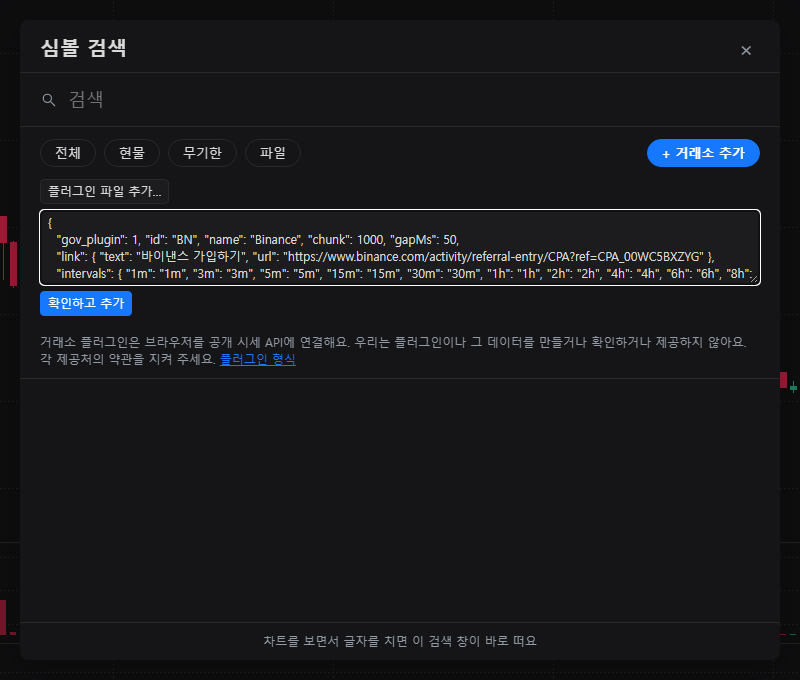 심볼 검색
검색
전체 현물 무기한 파일 + 거래소 추가
플러그인 파일 추가...
{
"gov_plugin": 1, "id": "BN", "name": "Binance", "chunk": 1000, "gapMs": 50,
"link": { "text": "바이낸스 가입하기", "url": "https://www.binance.com/activity/referral-entry/CPA?ref=CPA_00WC5BXZYG" },
"intervals": { "1m": "1m", "3m": "3m", "5m": "5m", "15m": "15m", "30m": "30m", "1h": "1h", "2h": "2h", "4h": "4h", "6h": "6h", "8h":
확인하고 추가
거래소 플러그인은 브라우저를 공개 시세 API에 연결해요. 우리는 플러그인이나 그 데이터를 만들거나 확인하거나 제공하지 않아요.
각 제공처의 약관을 지켜 주세요. 플러그인 형식
차트를 보면서 글자를 치면 이 검색 창이 바로 떠요